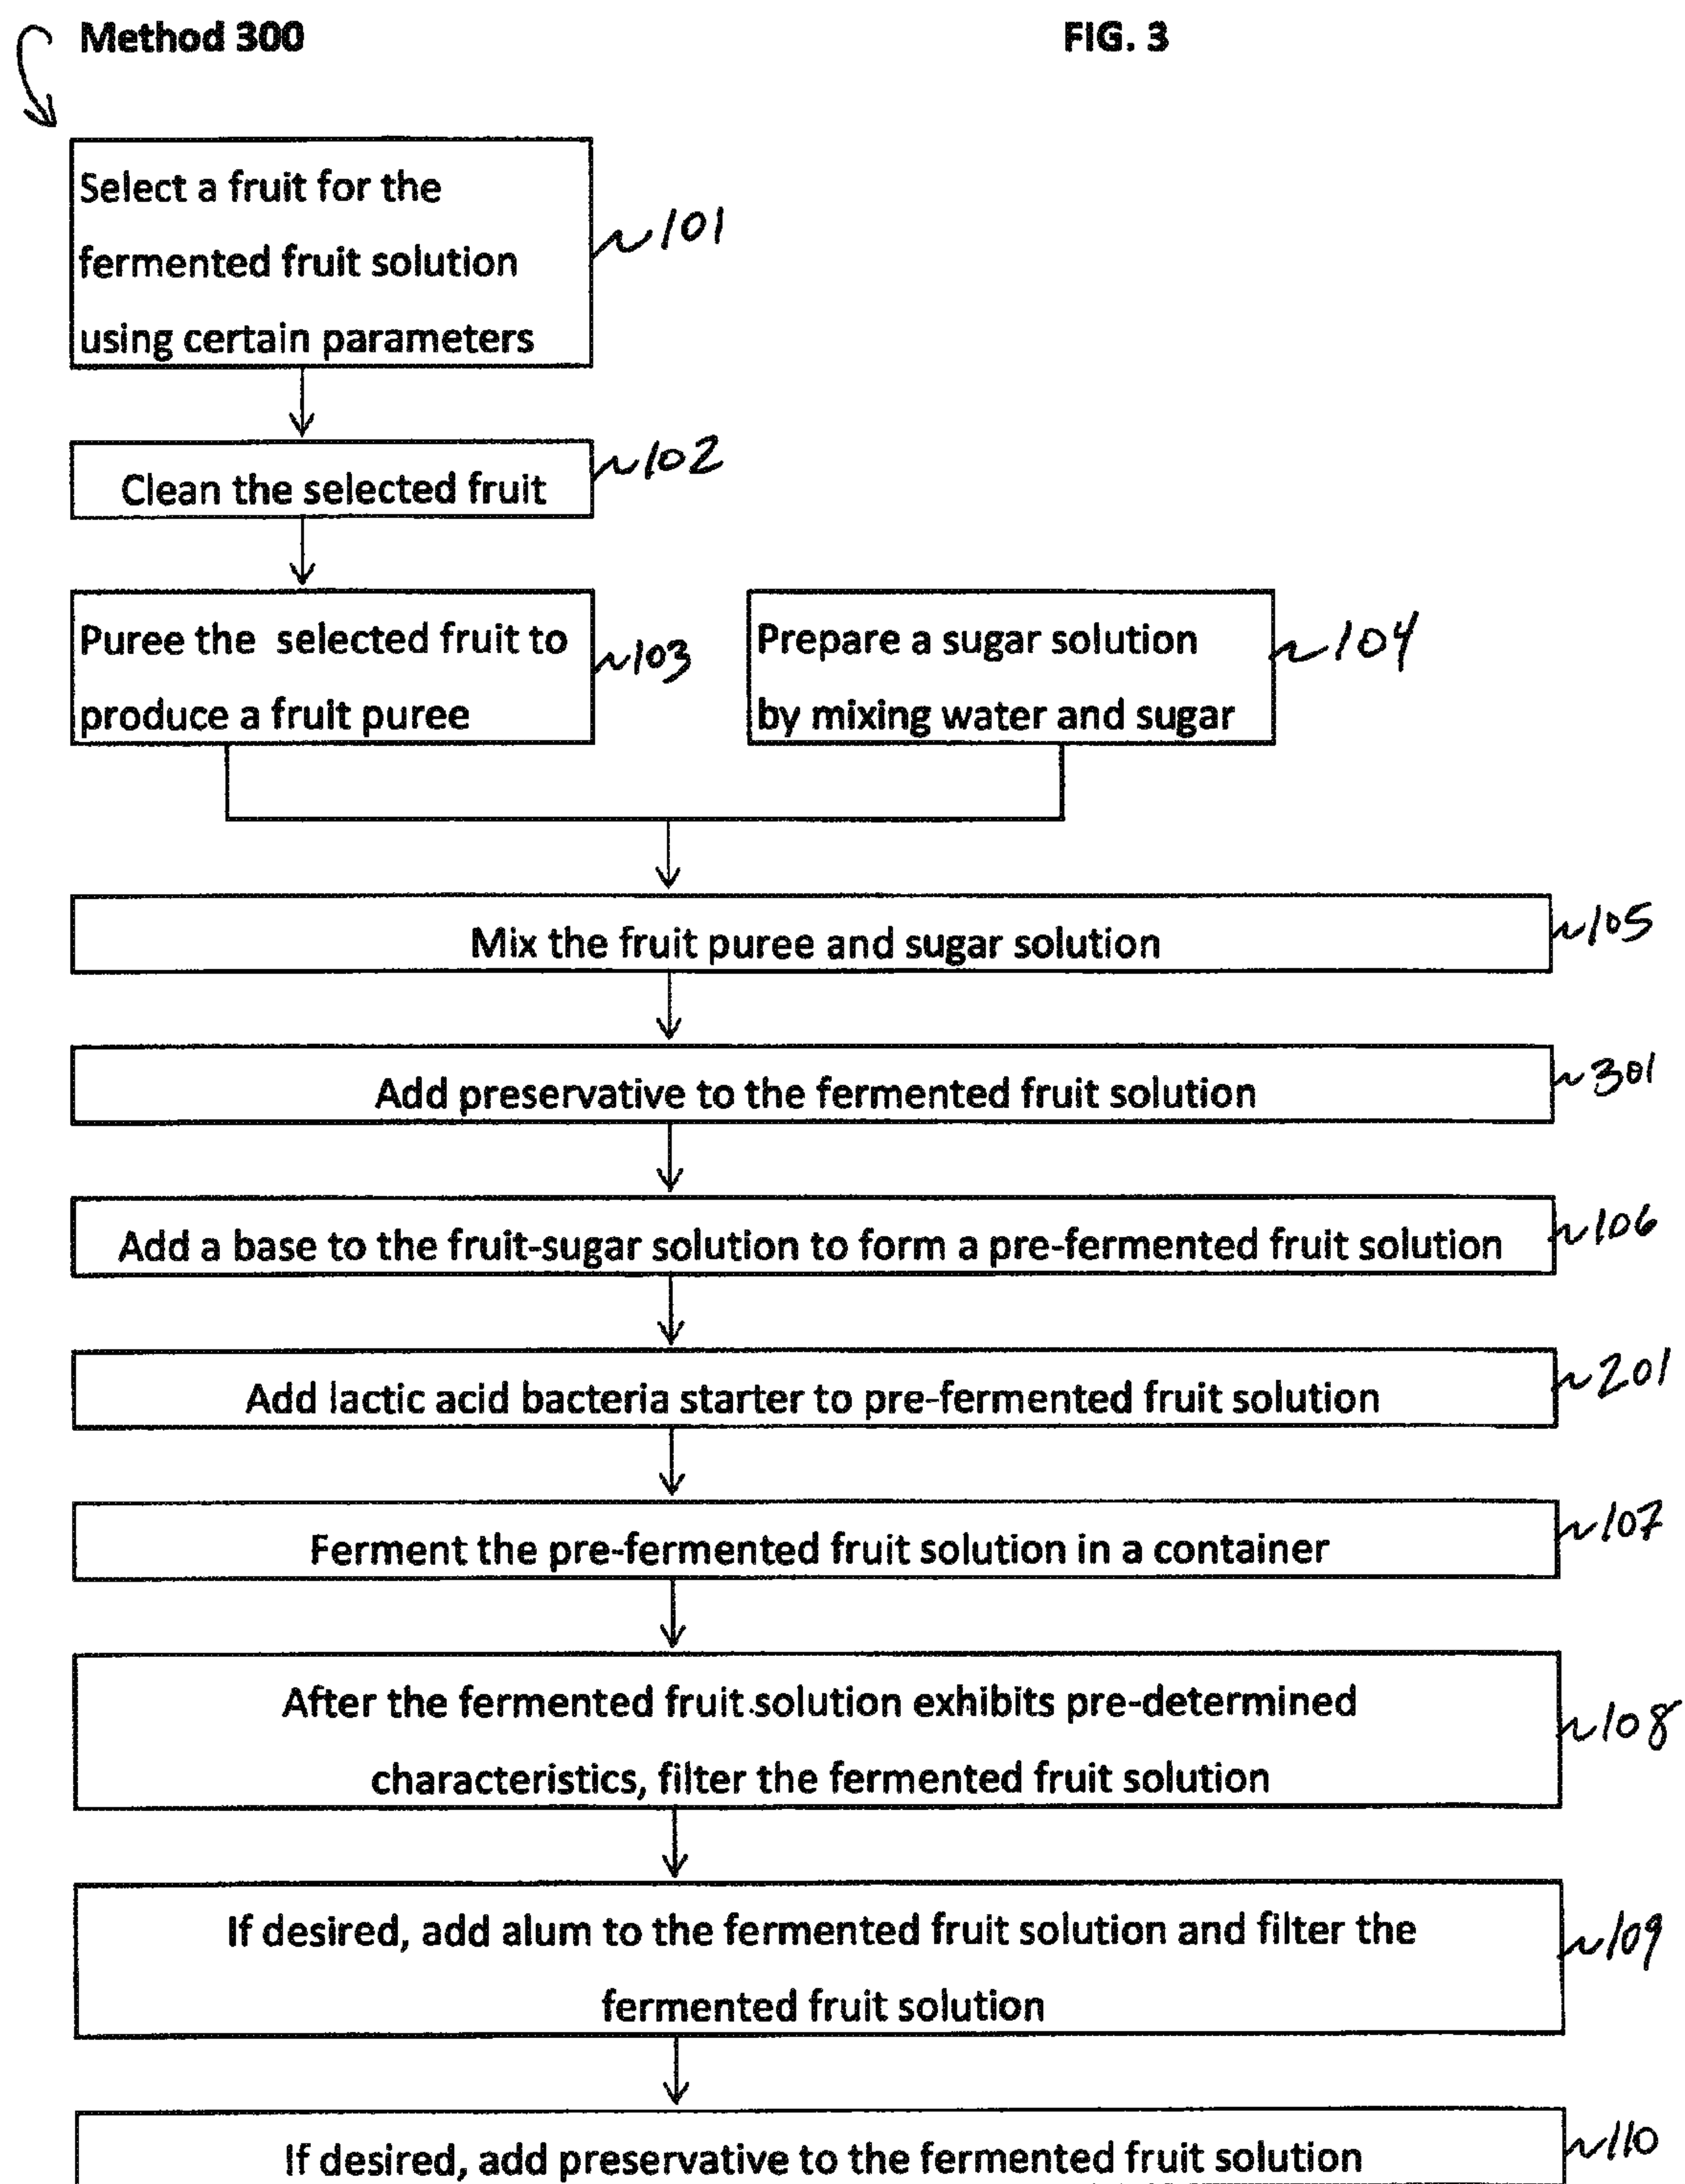 Method 300
FIG. 3
Select a fruit for the
fermented fruit solution
using certain parameters
101
Clean the selected fruit
102
Puree the selected fruit to
produce a fruit puree
103
Prepare a sugar solution
by mixing water and sugar
104
Mix the fruit puree and sugar solution
105
Add preservative to the fermented fruit solution
301
Add a base to the fruit-sugar solution to form a pre-fermented fruit solution
106
Add lactic acid bacteria starter to pre-fermented fruit solution
201
Ferment the pre-fermented fruit solution in a container
107
After the fermented fruit solution exhibits pre-determined
characteristics, filter the fermented fruit solution
108
If desired, add alum to the fermented fruit solution and filter the
fermented fruit solution
109
If desired, add preservative to the fermented fruit solution
110